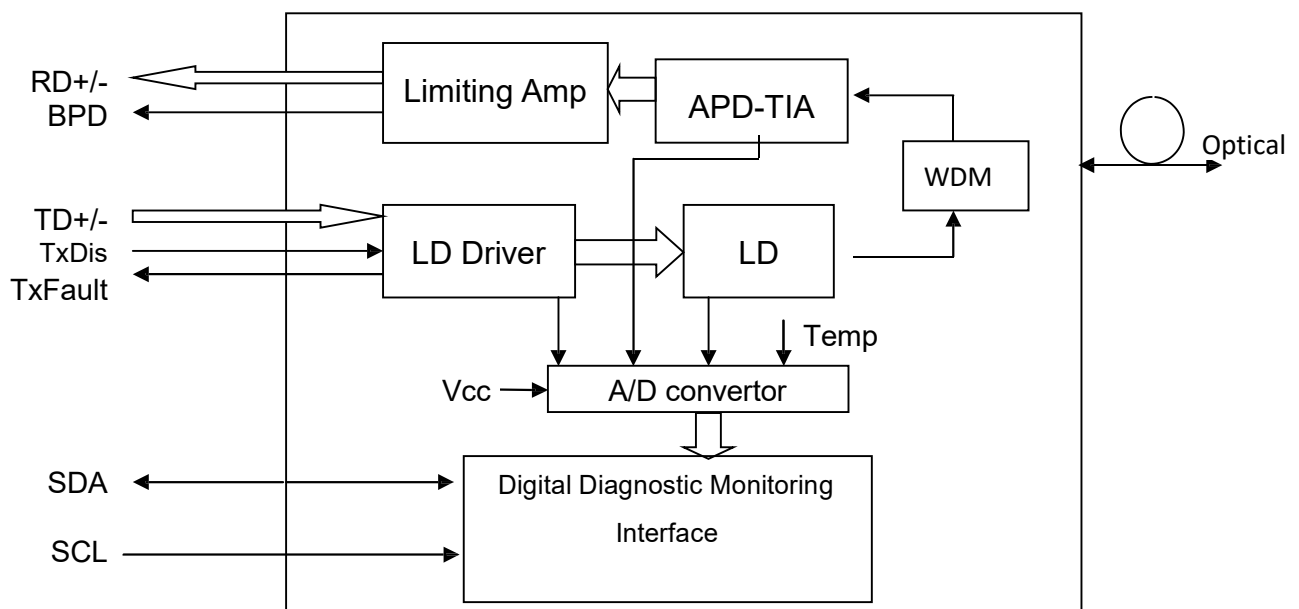 RD+/-
BPD
Limiting Amp
APD-TIA
WDM
Optical
TD+/-
TxDis
TxFault
LD Driver
LD
Temp
Vcc
A/D convertor
SDA
SCL
Digital Diagnostic Monitoring
Interface